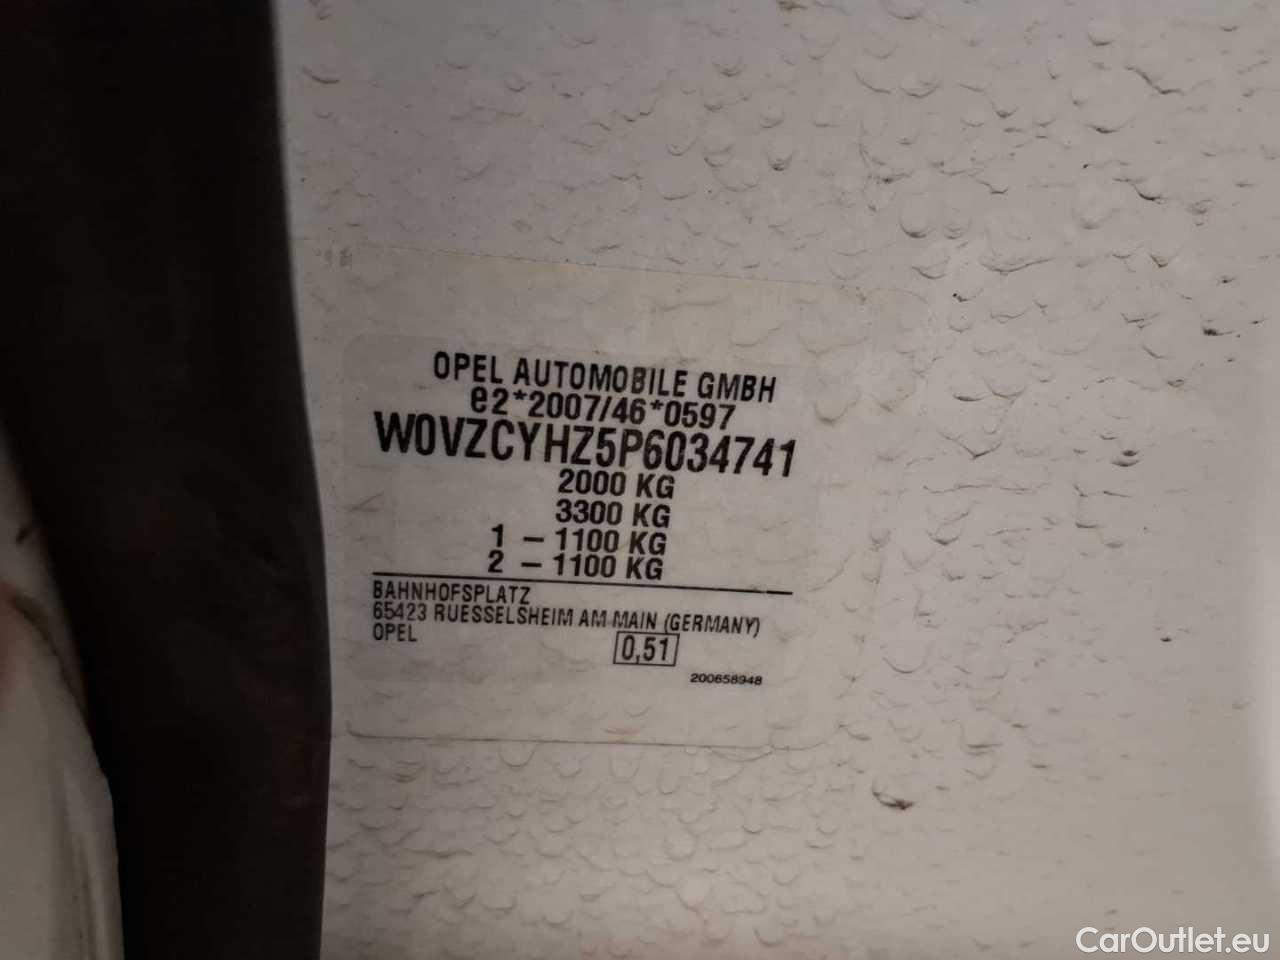 OPEL AUTOMOBILE GMBH
e2*2007/46*0597
W0VZCYHZ5P6034741
2000 KG
3300 KG
1 – 1100 KG
2 – 1100 KG
BAHNHOFSPLATZ
65423 RUESSELSHEIM AM MAIN (GERMANY)
OPEL
0,51
200658948
CarOutlet.eu